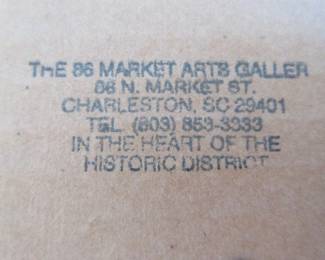 THE 86 MARKET ARTS GALLER
86 N. MARKET ST.
CHARLESTON, SC 29401
TEL. (803) 853-3333
IN THE HEART OF THE
HISTORIC DISTRICT